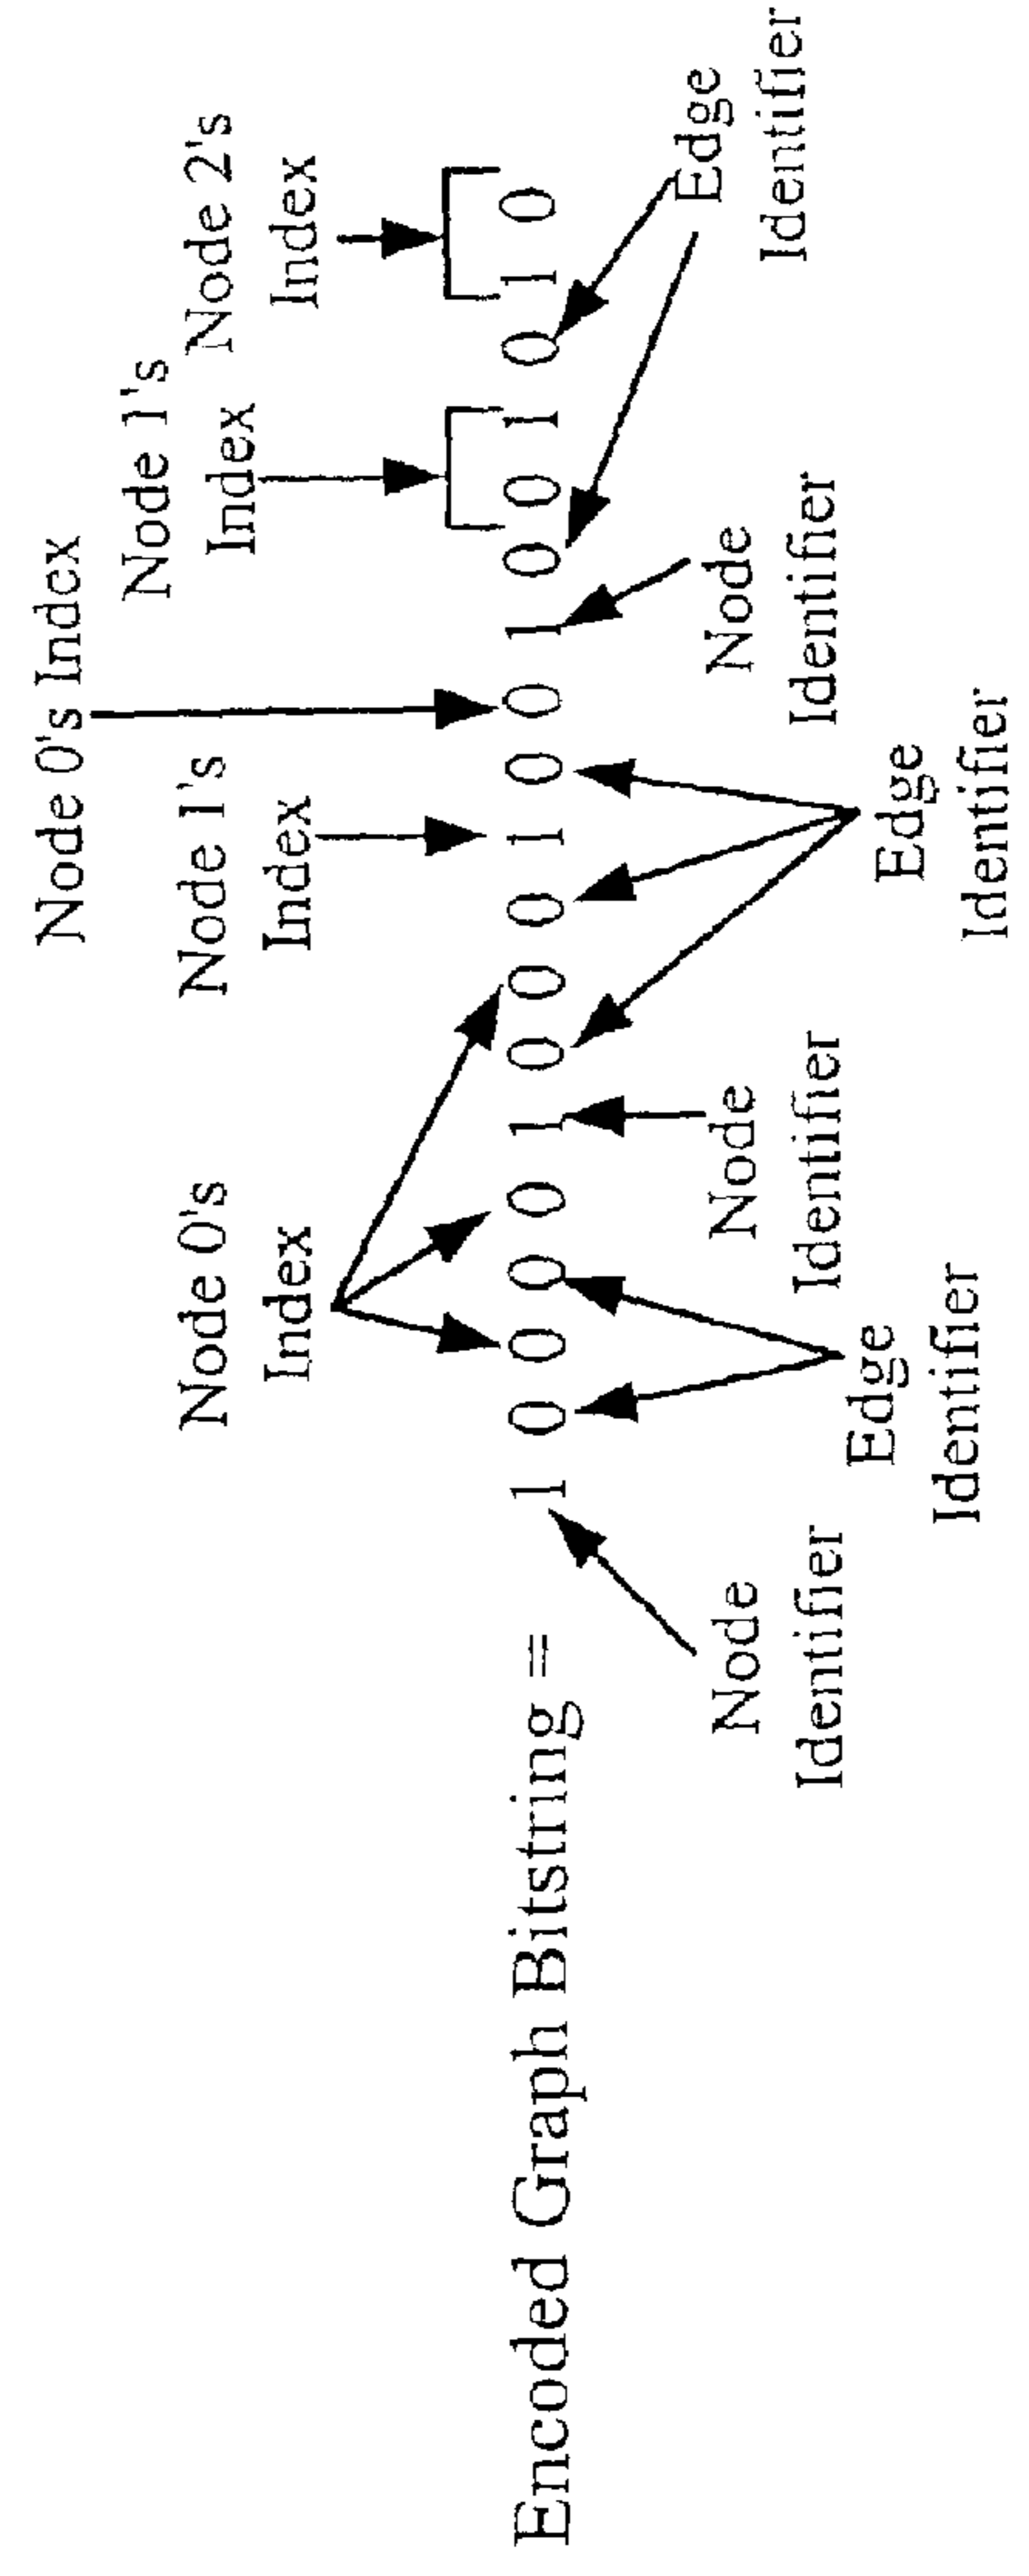 Node 0's
Index
Node 1's
Index
Node 0's Index
Node 1's
Index
Node 2's
Index
Encoded Graph Bitstring = 1 0 0 0 0 1 0 0 0 1 0 0 1 0 0 1 0 1 0
Node
Identifier
Edge
Identifier
Node
Identifier
Edge
Identifier
Node
Identifier
Edge
Identifier